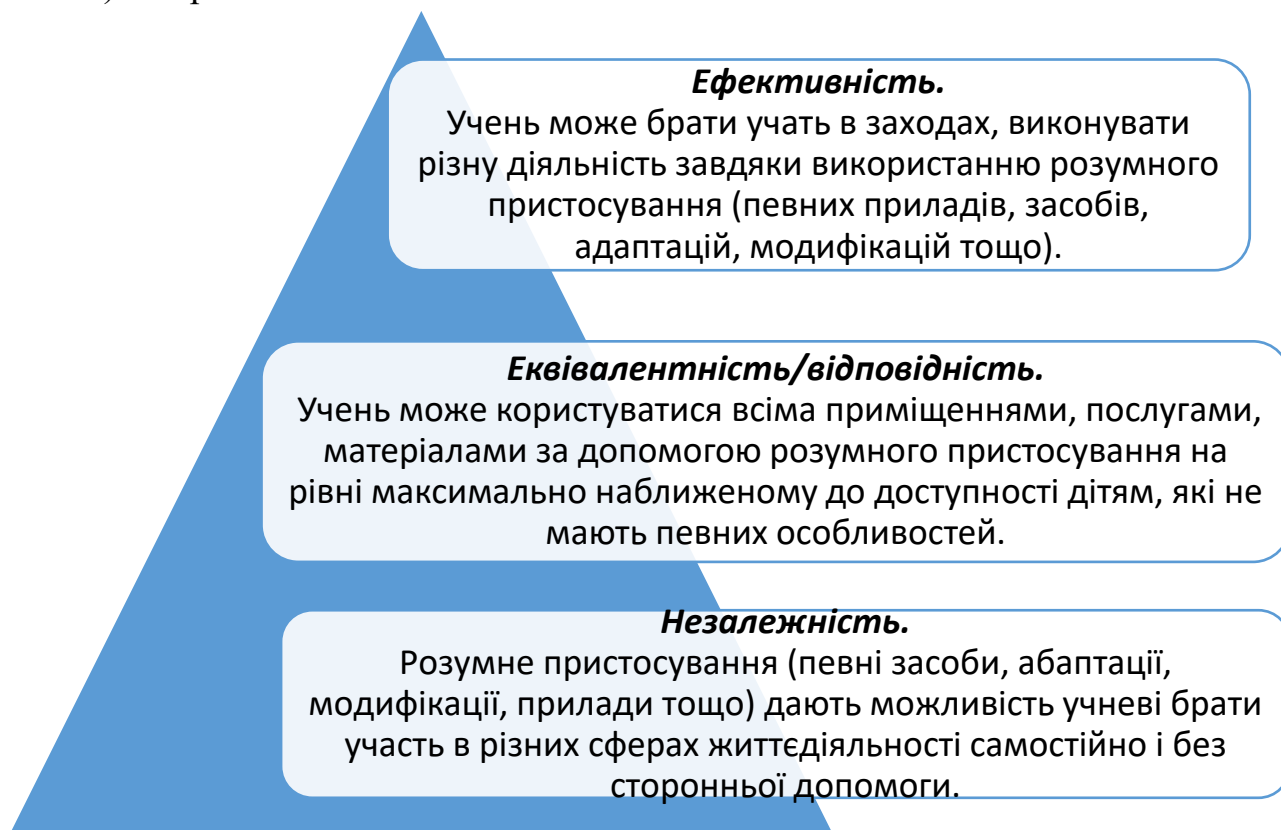 Ефективність.
Учень може брати учать в заходах, виконувати
різну діяльність завдяки використанню розумного
пристосування (певних приладів, засобів,
адаптацій, модифікацій тощо).
Еквівалентність/відповідність.
Учень може користуватися всіма приміщеннями, послугами,
матеріалами за допомогою розумного пристосування на
рівні максимально наближеному до доступності дітям, які не
мають певних особливостей.
Незалежність.
Розумне пристосування (певні засоби, абаптації,
модифікації, прилади тощо) дають можливість учневі брати
участь в різних сферах життєдіяльності самостійно і без
сторонньої допомоги.